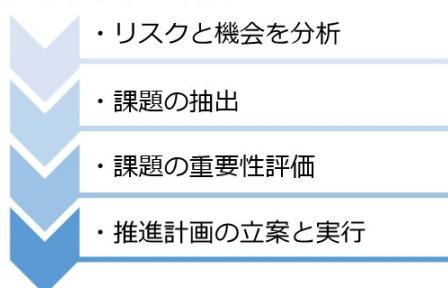 ・リスクと機会を分析
・課題の抽出
・課題の重要性評価
・推進計画の立案と実行